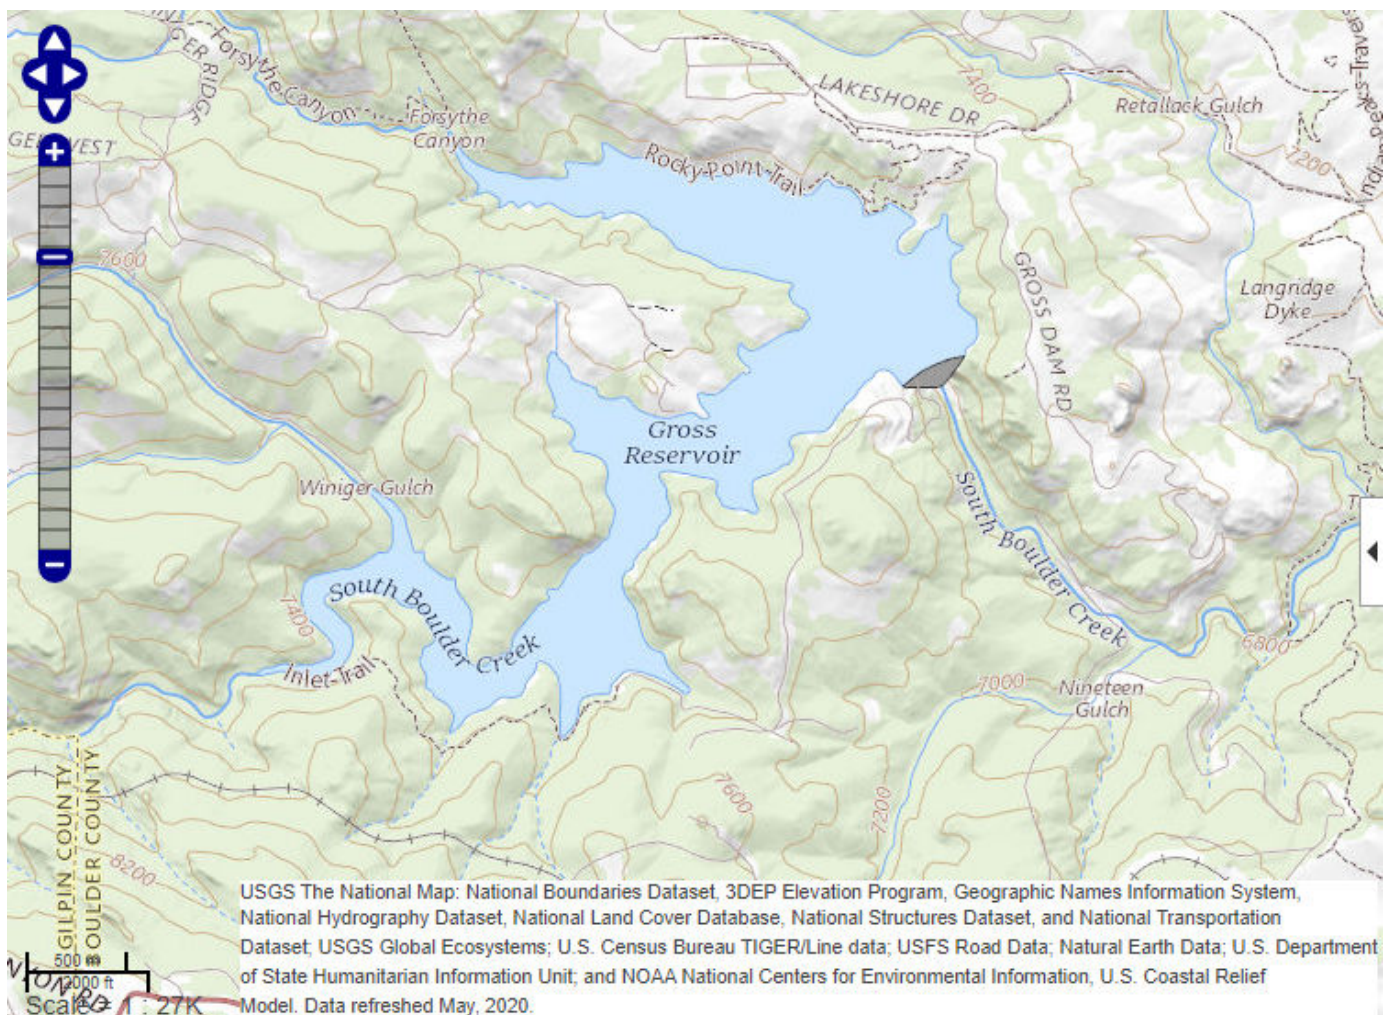 Forsythe Canyon
Forsythe
Canyon
LAKESHORE DR
7400
Retallack Gulch
7200
Rocky Point Trail
7600
GROSS DAM RD
Langridge
Dyke
Gross
Reservoir
Winiger Gulch
South Boulder Creek
South Boulder Creek
7400
Inlet Trail
6800
7000
Nineteen
Gulch
7600
7200
GILPIN COUNTY
BOULDER COUNTY
8200
USGS The National Map: National Boundaries Dataset, 3DEP Elevation Program, Geographic Names Information System,
National Hydrography Dataset, National Land Cover Database, National Structures Dataset, and National Transportation
Dataset; USGS Global Ecosystems; U.S. Census Bureau TIGER/Line data; USFS Road Data; Natural Earth Data; U.S. Department
of State Humanitarian Information Unit; and NOAA National Centers for Environmental Information, U.S. Coastal Relief
Model. Data refreshed May, 2020.
500 m
2000 ft
Scale = 1 : 27K